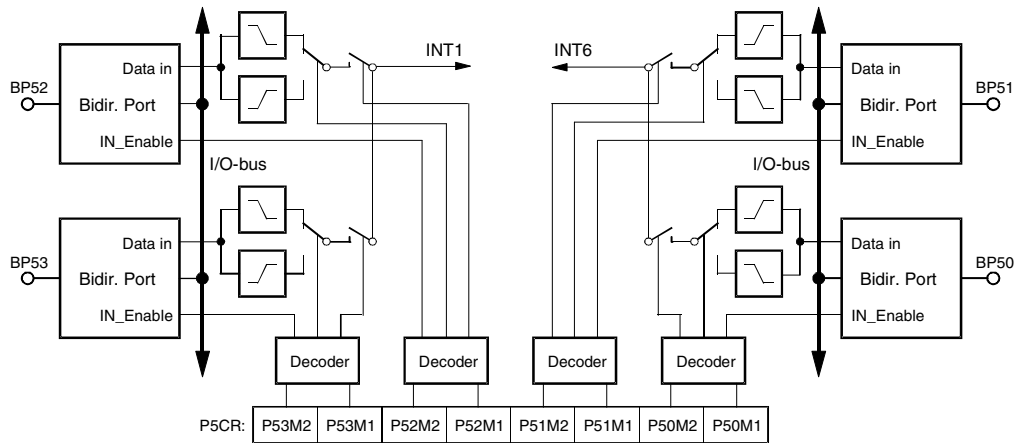 INT1
INT6
BP52
Data in
Bidir. Port
IN_Enable
I/O-bus
BP53
Data in
Bidir. Port
IN_Enable
Data in
Bidir. Port
IN_Enable
BP51
I/O-bus
Data in
Bidir. Port
IN_Enable
BP50
Decoder
Decoder
Decoder
Decoder
P5CR: P53M2 P53M1 P52M2 P52M1 P51M2 P51M1 P50M2 P50M1